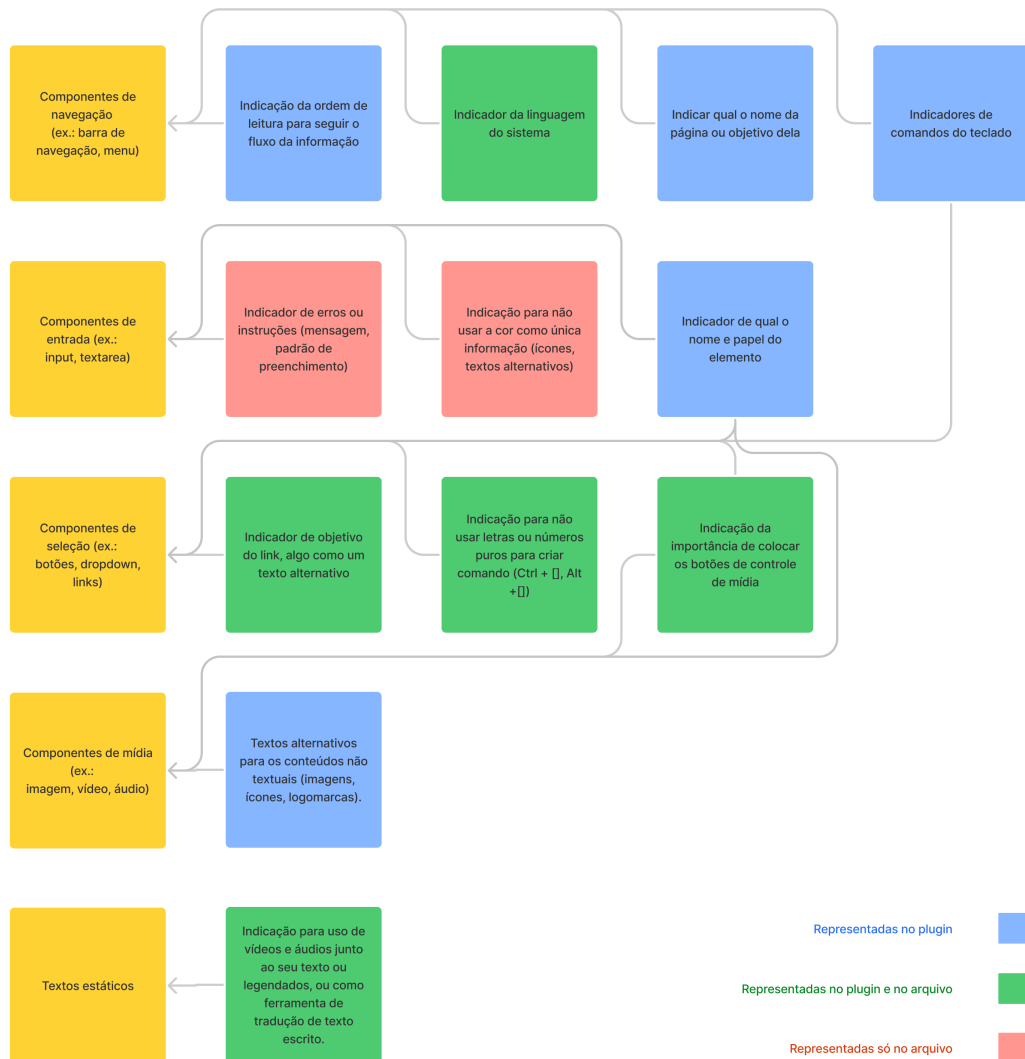 Componentes de
navegação
(ex.: barra de
navegação, menu)
Indicação da ordem de
leitura para seguir o
fluxo da informação
Indicador da linguagem
do sistema
Indicar qual o nome da
página ou objetivo dela
Indicadores de
comandos do teclado
Componentes de
entrada (ex.:
input, textarea)
Indicador de erros ou
instruções (mensagem,
padrão de
preenchimento)
Indicação para não
usar a cor como única
informação (ícones,
textos alternativos)
Indicador de qual o
nome e papel do
elemento
Componentes de
seleção (ex.:
botões, dropdown,
links)
Indicador de objetivo
do link, algo como um
texto alternativo
Indicação para não
usar letras ou números
puros para criar
comando (Ctrl + [], Alt
+[])
Indicação da
importância de colocar
os botões de controle
de mídia
Componentes de mídia
(ex.:
imagem, vídeo, áudio)
Textos alternativos
para os conteúdos não
textuais (imagens,
ícones, logomarcas).
Textos estáticos
Indicação para uso de
vídeos e áudios junto
ao seu texto ou
legendados, ou como
ferramenta de
tradução de texto
escrito.
Representadas no plugin
Representadas no plugin e no arquivo
Representadas só no arquivo